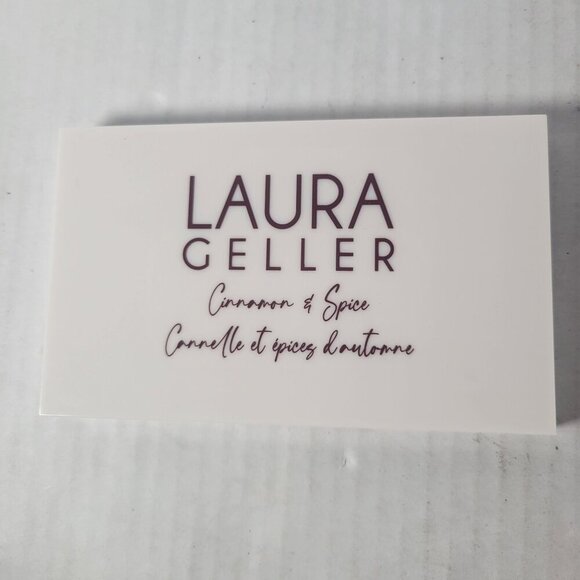 LAURA
GELLER
Cinnamon & Spice
Cannelle et épices d'automne